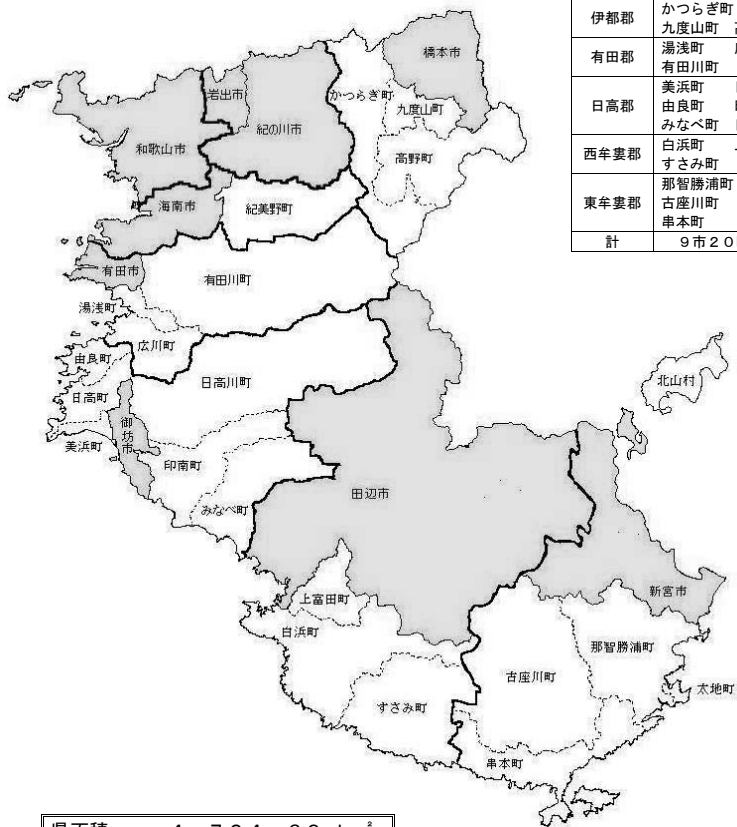 伊都郡 かつらぎ町
九度山町
有田郡 湯浅町
有田川町
日高郡 美浜町
由良町
みなべ町
西牟婁郡 白浜町
すさみ町
東牟婁郡 那智勝浦町
古座川町
串本町
計 9市20
橋本市
岩出市
かつらぎ町
九度山町
紀の川市
和歌山市
高野町
海南市
紀美野町
有田市
有田川町
湯浅町
広川町
由良町
日高川町
北山村
日高町
御坊市
美浜町
印南町
田辺市
みなべ町
新宮市
上富田町
白浜町
那智勝浦町
古座川町
太地町
すさみ町
串本町